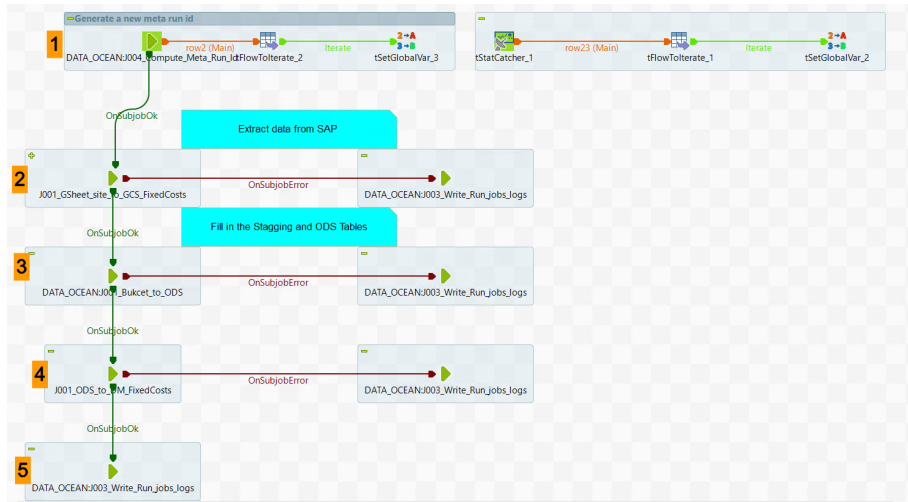 Generate a new meta run id
1
row2 (Main)
Iterate
DATA_OCEAN:J004_Compute_Meta_Run_Id
tFlowToIterate_2
tSetGlobalVar_3
row23 (Main)
Iterate
tStatCatcher_1
tFlowToIterate_1
tSetGlobalVar_2
OnSubjobOk
Extract data from SAP
2
OnSubjobError
J001_GSheet_site_to_GCS_FixedCosts
DATA_OCEAN:J003_Write_Run_jobs_logs
OnSubjobOk
Fill in the Stagging and ODS Tables
3
OnSubjobError
DATA_OCEAN:J001_Bukcet_to_ODS
DATA_OCEAN:J003_Write_Run_jobs_logs
OnSubjobOk
4
OnSubjobError
J001_ODS_to_DM_FixedCosts
DATA_OCEAN:J003_Write_Run_jobs_logs
OnSubjobOk
5
DATA_OCEAN:J003_Write_Run_jobs_logs